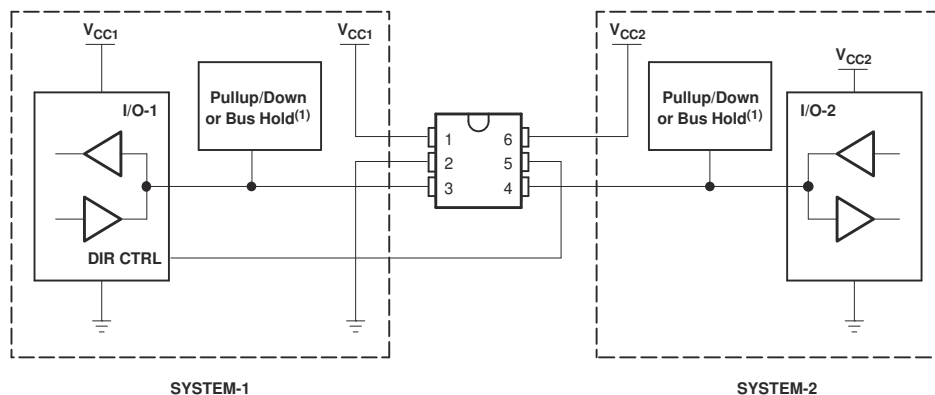 VCC1
VCC1
VCC2
VCC2
I/O-1
Pullup/Down
or Bus Hold(1)
Pullup/Down
or Bus Hold(1)
I/O-2
1
6
2
5
3
4
DIR CTRL
SYSTEM-1
SYSTEM-2